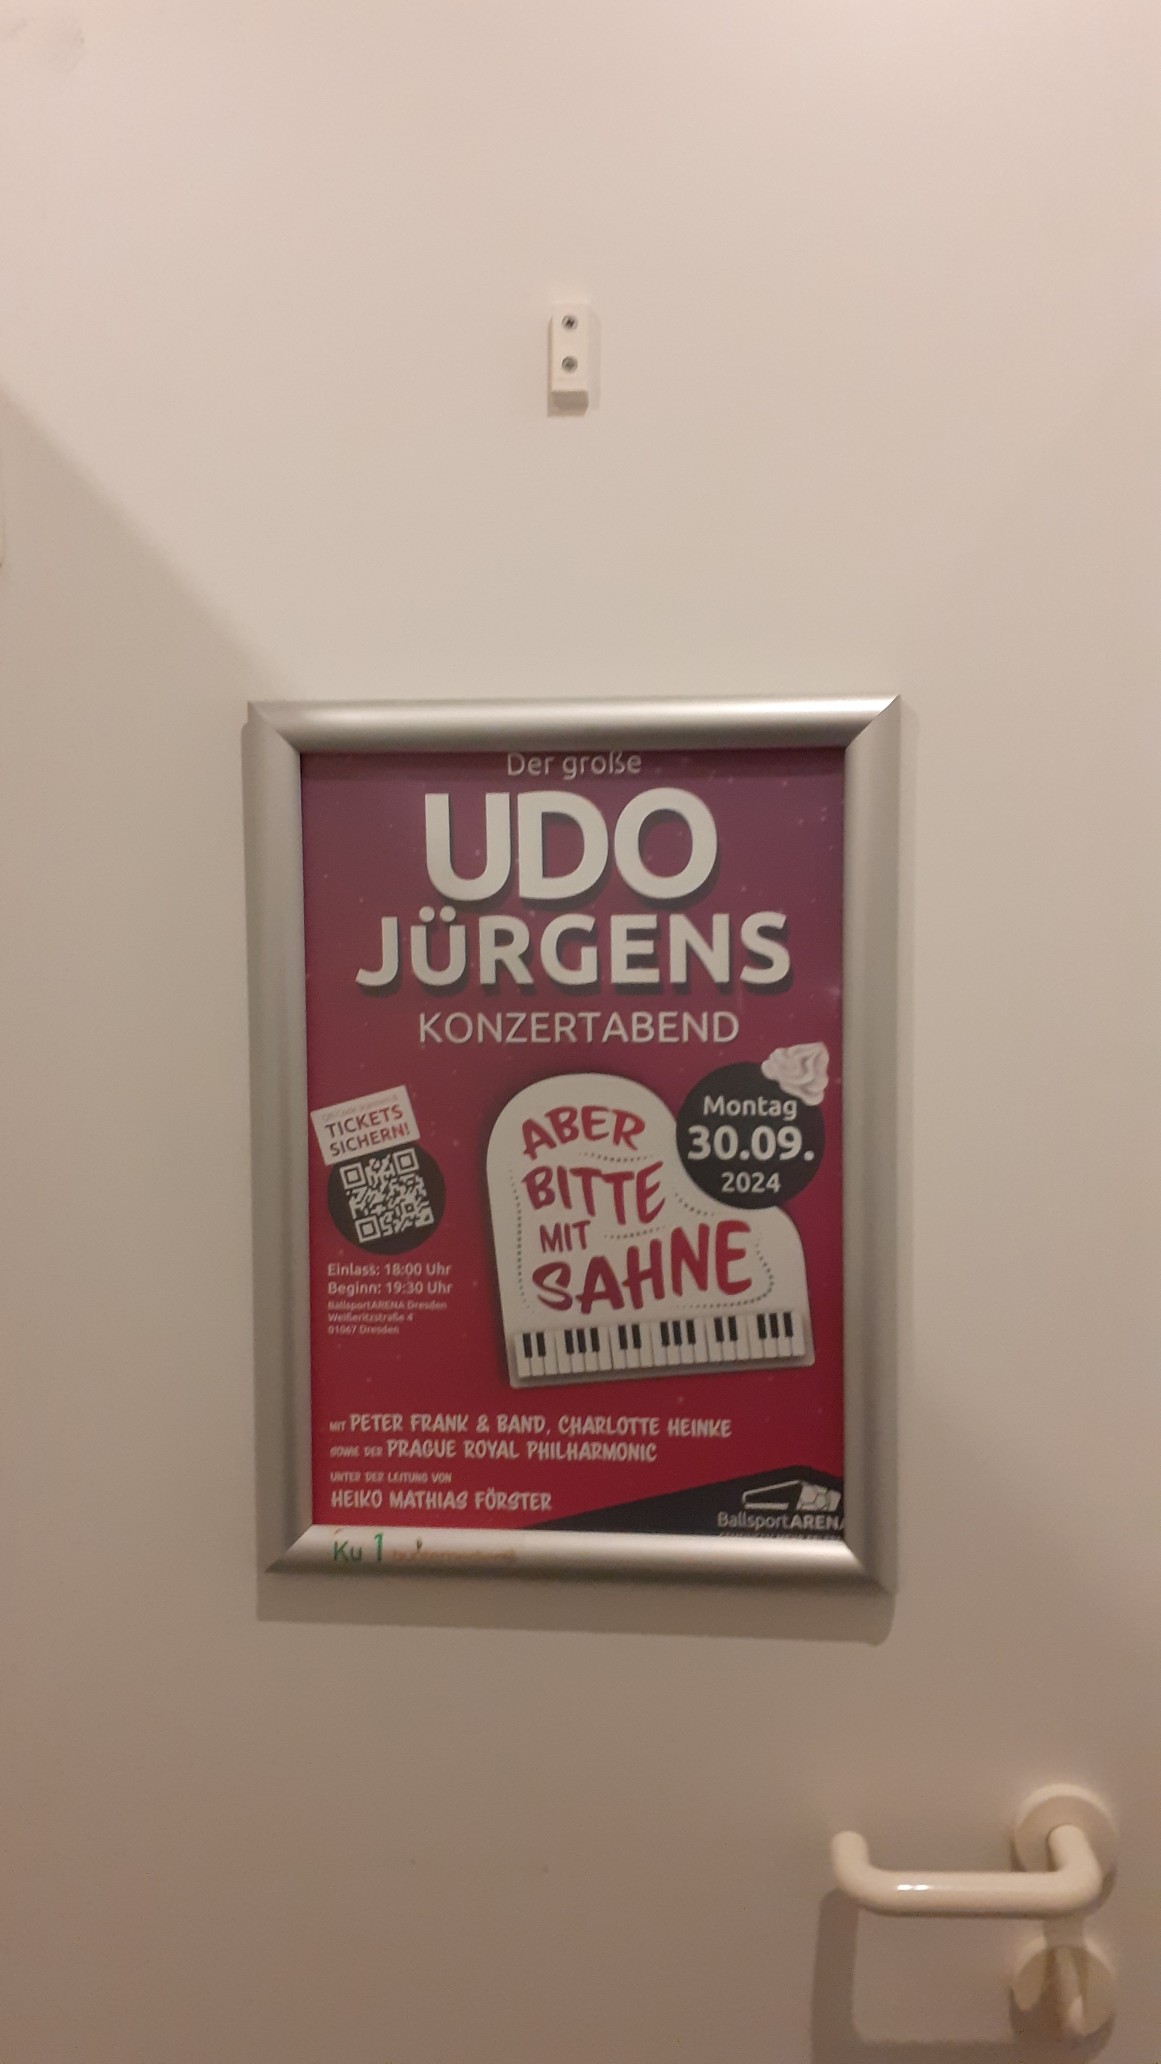 Der große
UDO
JÜRGENS
KONZERTABEND
TICKETS
SICHERN!
Montag
30.09.
2024
ABER
BITTE
MIT
SAHNE
Einlass: 18:00 Uhr
Beginn: 19:30 Uhr
BallsportARENA Dresden
Weißeritzstraße 4
01067 Dresden
MIT PETER FRANK & BAND, CHARLOTTE HEINKE
SOWIE DER PRAGUE ROYAL PHILHARMONIC
UNTER DER LEITUNG VON
HEIKO MATHIAS FÖRSTER
BallsportARENA
Ku 1